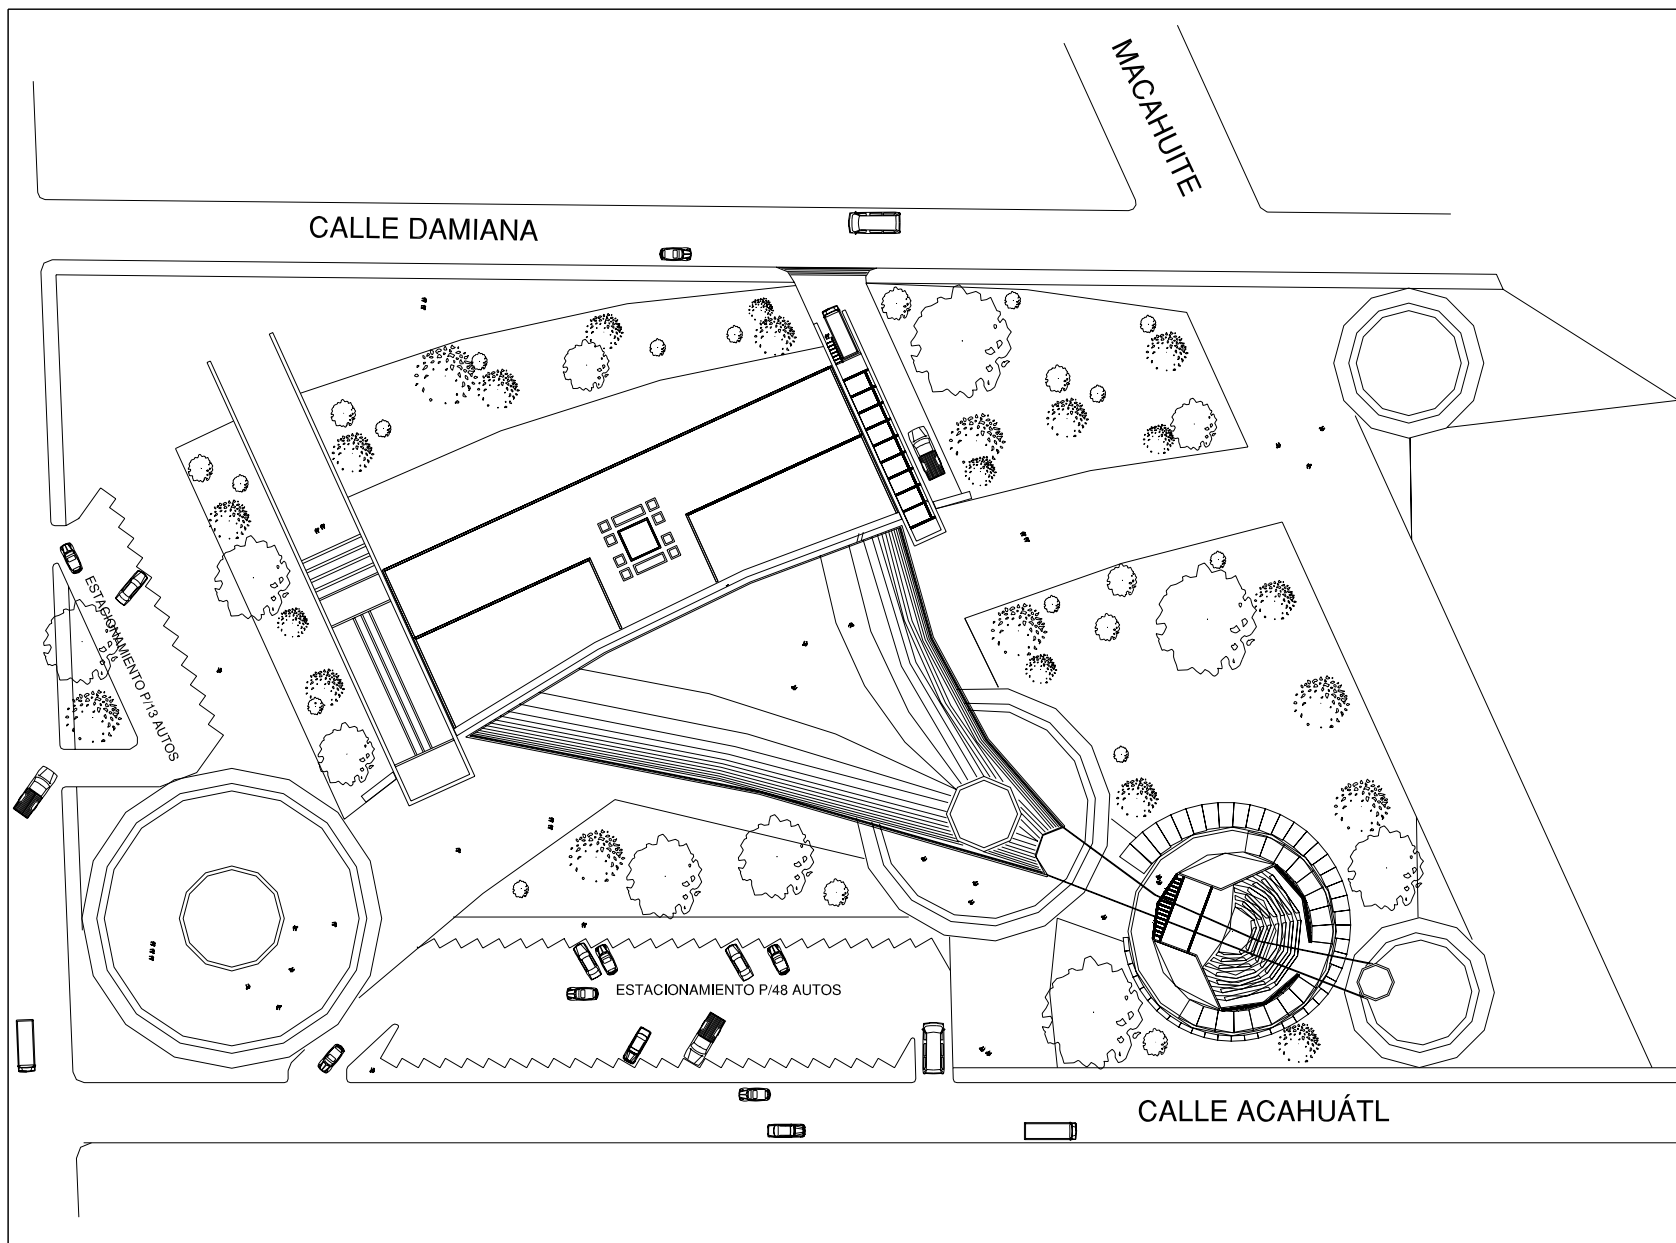 MACAHUITE
CALLE DAMIANA
ESTACIONAMIENTO P/13 AUTOS
ESTACIONAMIENTO P/48 AUTOS
CALLE ACAHUÁTL